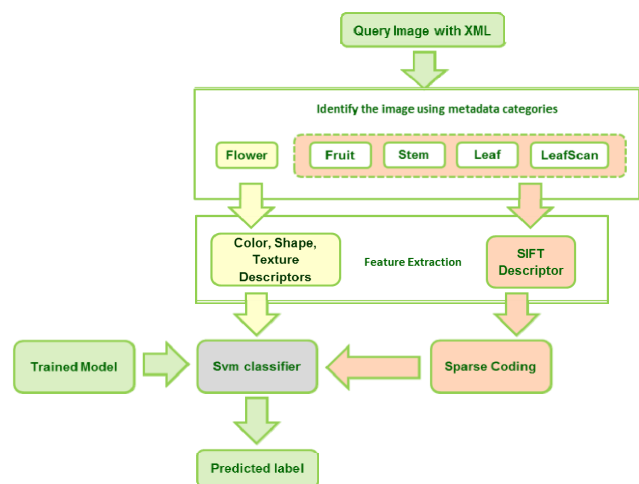 Query Image with XML
Identify the image using metadata categories
Flower
Fruit
Stem
Leaf
LeafScan
Color, Shape,
Texture
Descriptors
Feature Extraction
SIFT
Descriptor
Trained Model
Svm classifier
Sparse Coding
Predicted label